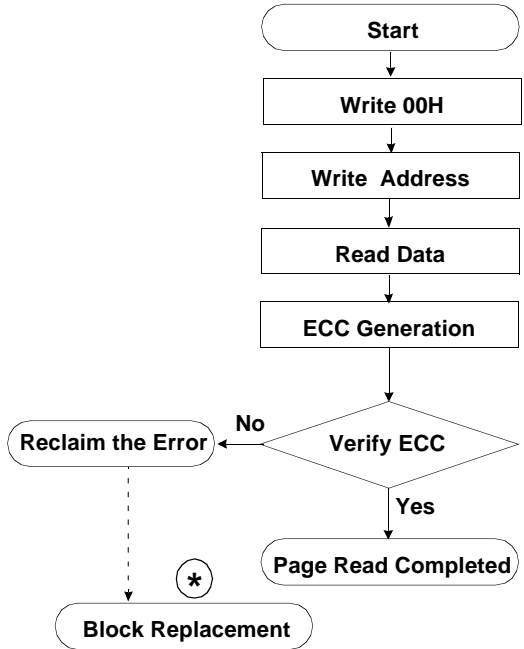 Start
Write 00H
Write Address
Read Data
ECC Generation
No
Reclaim the Error
Verify ECC
Yes
Page Read Completed
*
Block Replacement